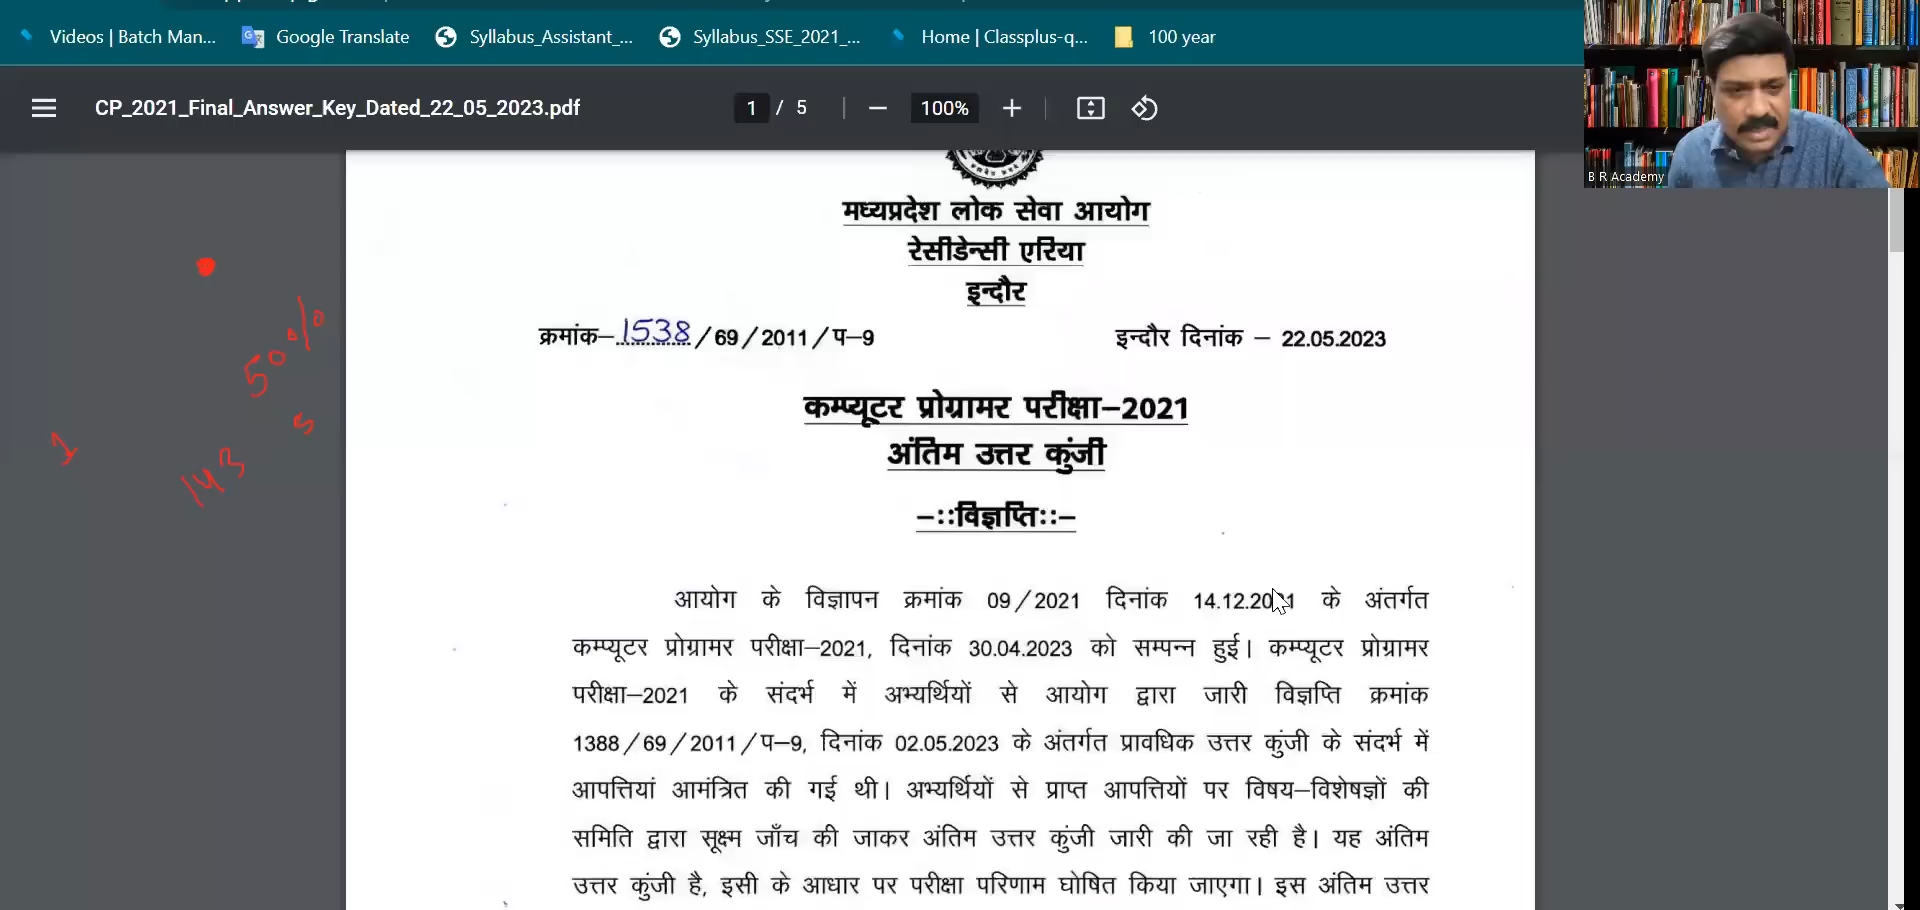 Videos | Batch Man...
Google Translate
Syllabus_Assistant_...
Syllabus_SSE_2021_...
Home | Classplus-q...
100 year
CP_2021_Final_Answer_Key_Dated_22_05_2023.pdf
1 / 5
100%
B R Academy
मध्यप्रदेश लोक सेवा आयोग
रेसीडेन्सी एरिया
इन्दौर
क्रमांक–1538/69/2011/प–9
इन्दौर दिनांक – 22.05.2023
50%
5
1
143
कम्प्यूटर प्रोग्रामर परीक्षा–2021
अंतिम उत्तर कुंजी
–::विज्ञप्ति::–
आयोग के विज्ञापन क्रमांक 09/2021 दिनांक 14.12.2021 के अंतर्गत
कम्प्यूटर प्रोग्रामर परीक्षा–2021, दिनांक 30.04.2023 को सम्पन्न हुई। कम्प्यूटर प्रोग्रामर
परीक्षा–2021 के संदर्भ में अभ्यर्थियों से आयोग द्वारा जारी विज्ञप्ति क्रमांक
1388/69/2011/प–9, दिनांक 02.05.2023 के अंतर्गत प्रावधिक उत्तर कुंजी के संदर्भ में
आपत्तियां आमंत्रित की गई थी। अभ्यर्थियों से प्राप्त आपत्तियों पर विषय–विशेषज्ञों की
समिति द्वारा सूक्ष्म जाँच की जाकर अंतिम उत्तर कुंजी जारी की जा रही है। यह अंतिम
उत्तर कुंजी है, इसी के आधार पर परीक्षा परिणाम घोषित किया जाएगा। इस अंतिम उत्तर